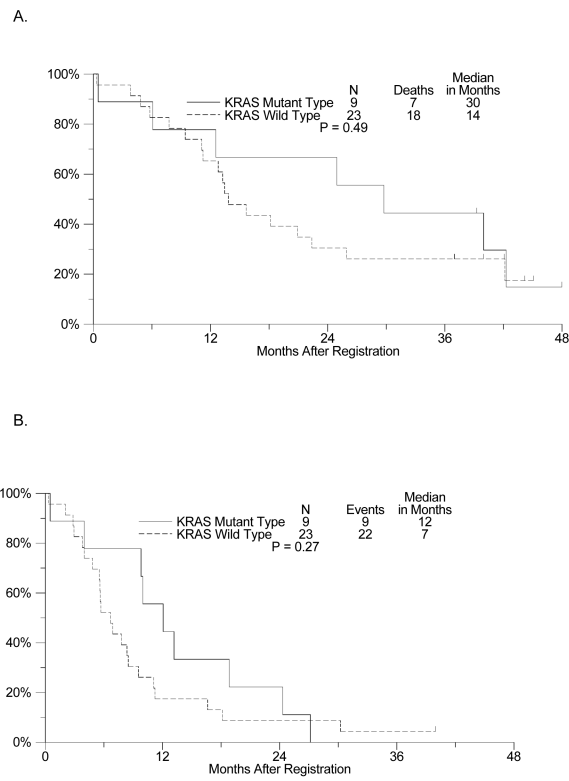 A.
Median
N Deaths in Months
KRAS Mutant Type 9 7 30
KRAS Wild Type 23 18 14
P = 0.49
100%
80%
60%
40%
20%
0%
0 12 24 36 48
Months After Registration
B.
Median
N Events in Months
KRAS Mutant Type 9 9 12
KRAS Wild Type 23 22 7
P = 0.27
100%
80%
60%
40%
20%
0%
0 12 24 36 48
Months After Registration